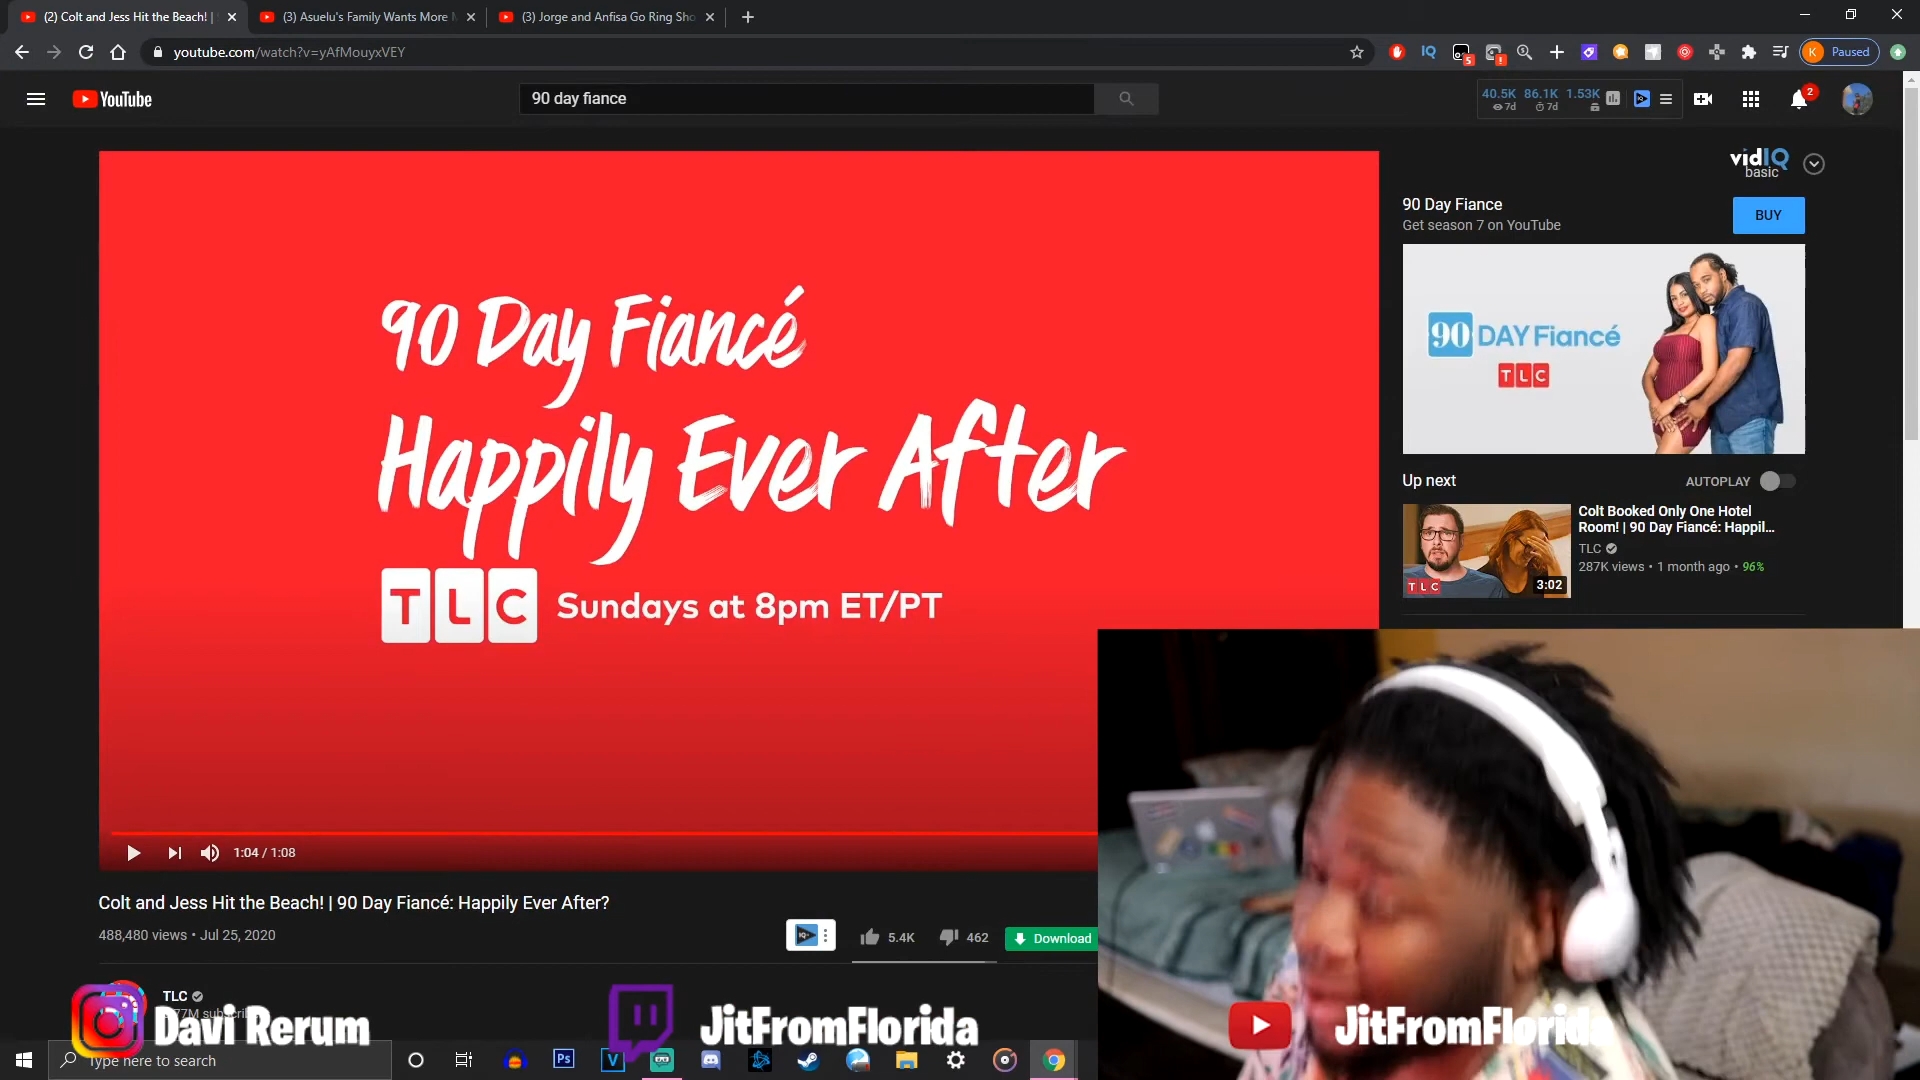 (2) Colt and Jess Hit the Beach! |
(3) Asuelu's Family Wants More
(3) Jorge and Anfisa Go Ring Sho
youtube.com/watch?v=yAfMouyxVEY
IQ
5
K Paused
YouTube
90 day fiance
40.5K 86.1K 1.53K
7d 7d
2
90 Day Fiancé
Happily Ever After
TLC Sundays at 8pm ET/PT
1:04 / 1:08
vidIQ
basic
90 Day Fiance
Get season 7 on YouTube
BUY
90 DAY Fiancé
TLC
Up next
AUTOPLAY
Colt Booked Only One Hotel
Room! | 90 Day Fiancé: Happil...
TLC
287K views • 1 month ago • 96%
TLC
3:02
Colt and Jess Hit the Beach! | 90 Day Fiancé: Happily Ever After?
488,480 views • Jul 25, 2020
5.4K
462
Download
TLC
Davi Rerum
JitFromFlorida
JitFromFlorida
Type here to search
Ps
V